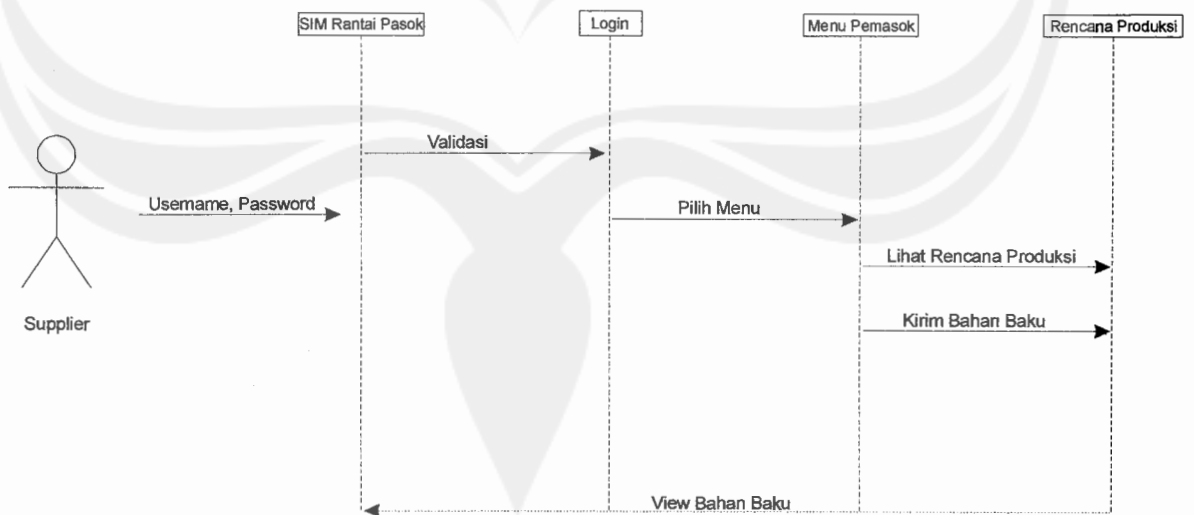 SIM Rantai Pasok
Login
Menu Pemasok
Rencana Produksi
Validasi
Username, Password
Pilih Menu
Lihat Rencana Produksi
Supplier
Kirim Bahan Baku
View Bahan Baku